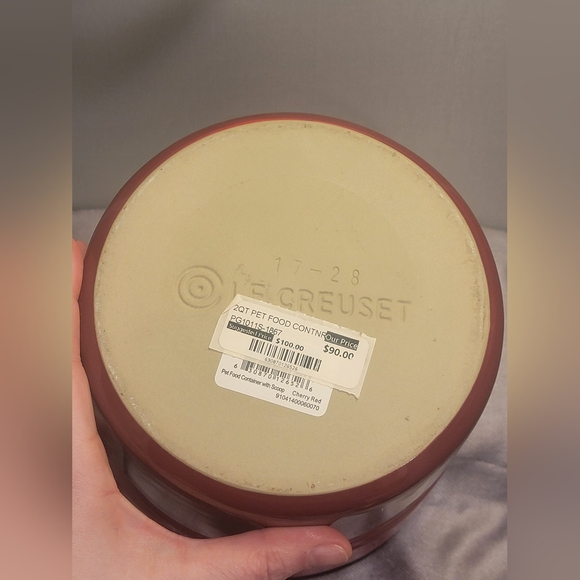 17-28
LE CREUSET
2QT PET FOOD CONTNR
PG1011S-1867
Suggested Price Our Price
$100.00 $90.00
630870126526
Pet Food Container with Scoop Cherry Red
91041400060070